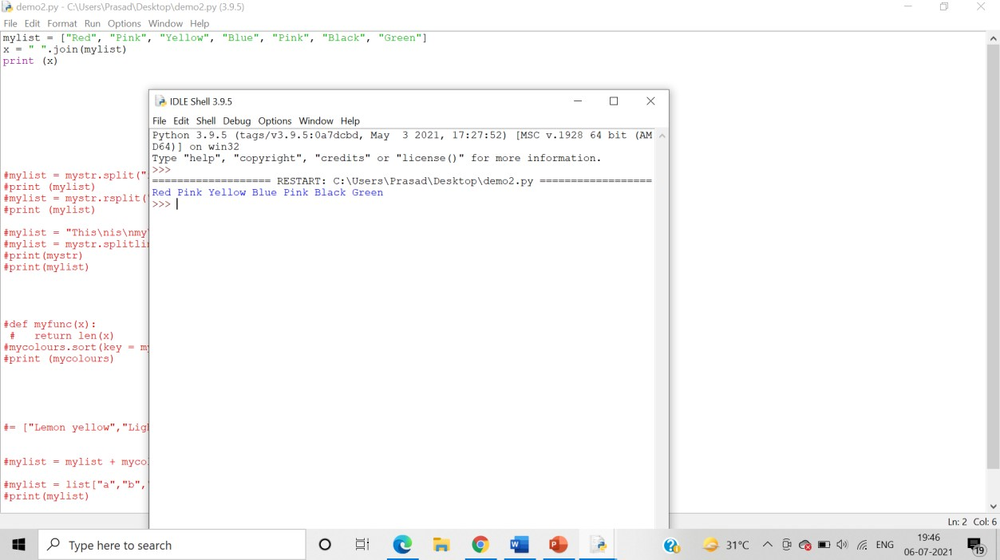 demo2.py - C:\Users\Prasad\Desktop\demo2.py (3.9.5)
File Edit Format Run Options Window Help
mylist = ["Red", "Pink", "Yellow", "Blue", "Pink", "Black", "Green"]
x = " ".join(mylist)
print (x)
IDLE Shell 3.9.5
File Edit Shell Debug Options Window Help
Python 3.9.5 (tags/v3.9.5:0a7dcbd, May  3 2021, 17:27:52) [MSC v.1928 64 bit (AM
D64)] on win32
Type "help", "copyright", "credits" or "license()" for more information.
>>>
=================== RESTART: C:\Users\Prasad\Desktop\demo2.py ==================
Red Pink Yellow Blue Pink Black Green
>>>
#mylist = mystr.split("
#print (mylist)
#mylist = mystr.rsplit(
#print (mylist)
#mylist = "This\nis\nmy
#mylist = mystr.splitli
#print(mystr)
#print(mylist)
#def myfunc(x):
#   return len(x)
#mycolours.sort(key = my
#print (mycolours)
#= ["Lemon yellow","Lig
#mylist = mylist + myco
#mylist = list["a","b",
#print(mylist)
Ln: 2 Col: 6
Type here to search
31°C
ENG
19:46
06-07-2021
19